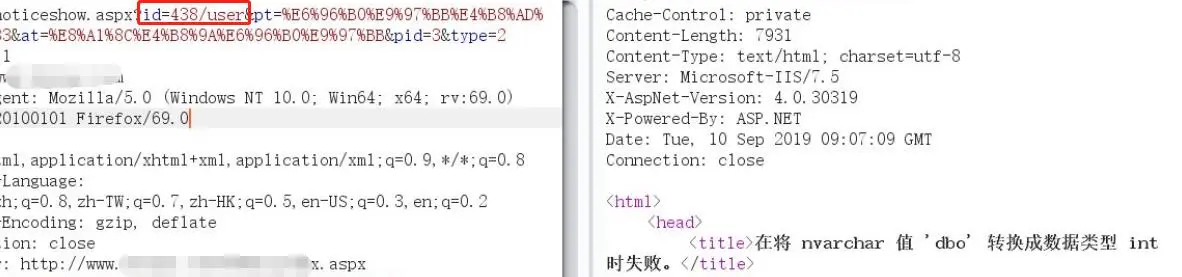 noticeshow.aspx?id=438/user&pt=%E6%96%B0%E9%97%BB%E4%B8%AD%
83&at=%E8%A1%8C%E4%B8%9A%E6%96%B0%E9%97%BB&pid=3&type=2
1
gent: Mozilla/5.0 (Windows NT 10.0; Win64; x64; rv:69.0)
20100101 Firefox/69.0
ml,application/xhtml+xml,application/xml;q=0.9,*/*;q=0.8
-Language:
zh;q=0.8,zh-TW;q=0.7,zh-HK;q=0.5,en-US;q=0.3,en;q=0.2
-Encoding: gzip, deflate
tion: close
r: http://www. x.aspx
Cache-Control: private
Content-Length: 7931
Content-Type: text/html; charset=utf-8
Server: Microsoft-IIS/7.5
X-AspNet-Version: 4.0.30319
X-Powered-By: ASP.NET
Date: Tue, 10 Sep 2019 09:07:09 GMT
Connection: close
<html>
<head>
<title>在将 nvarchar 值 'dbo' 转换成数据类型 int
时失败。</title>